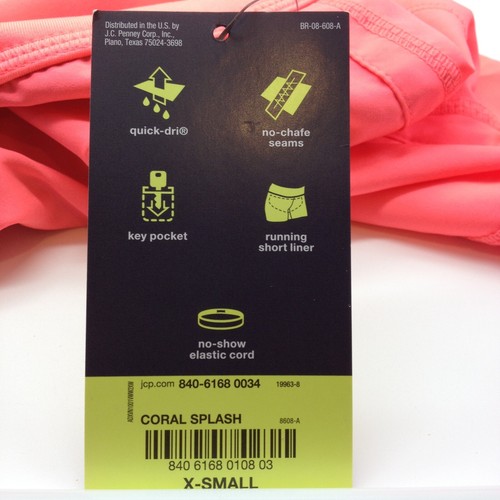 Distributed in the U.S. by
J.C. Penney Corp., Inc.,
Plano, Texas 75024-3698
BR-08-608-A
quick-dri®
no-chafe
seams
key pocket
running
short liner
no-show
elastic cord
jcp.com 840-6168 0034 19963-8
CORAL SPLASH 8608-A
840 6168 0108 03
X-SMALL